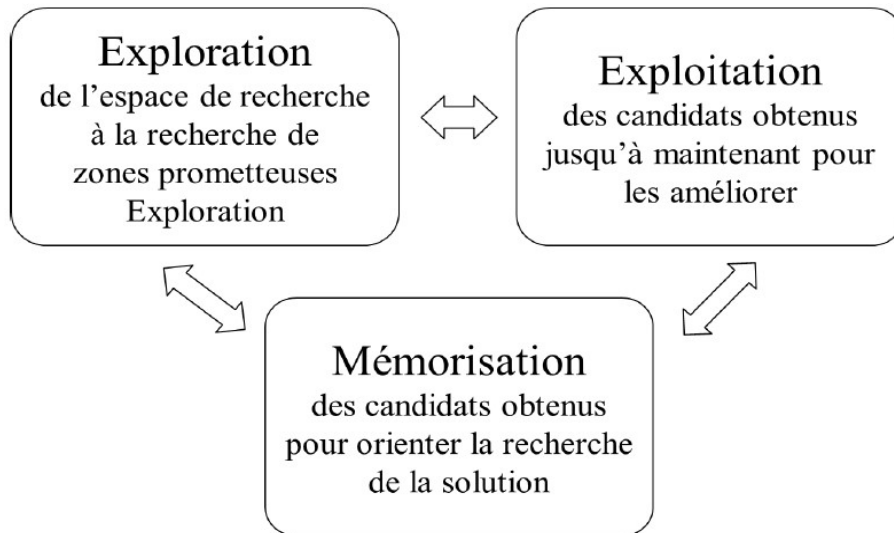 Exploration
de l’espace de recherche
à la recherche de
zones prometteuses
Exploration
Exploitation
des candidats obtenus
jusqu’à maintenant pour
les améliorer
Mémorisation
des candidats obtenus
pour orienter la recherche
de la solution